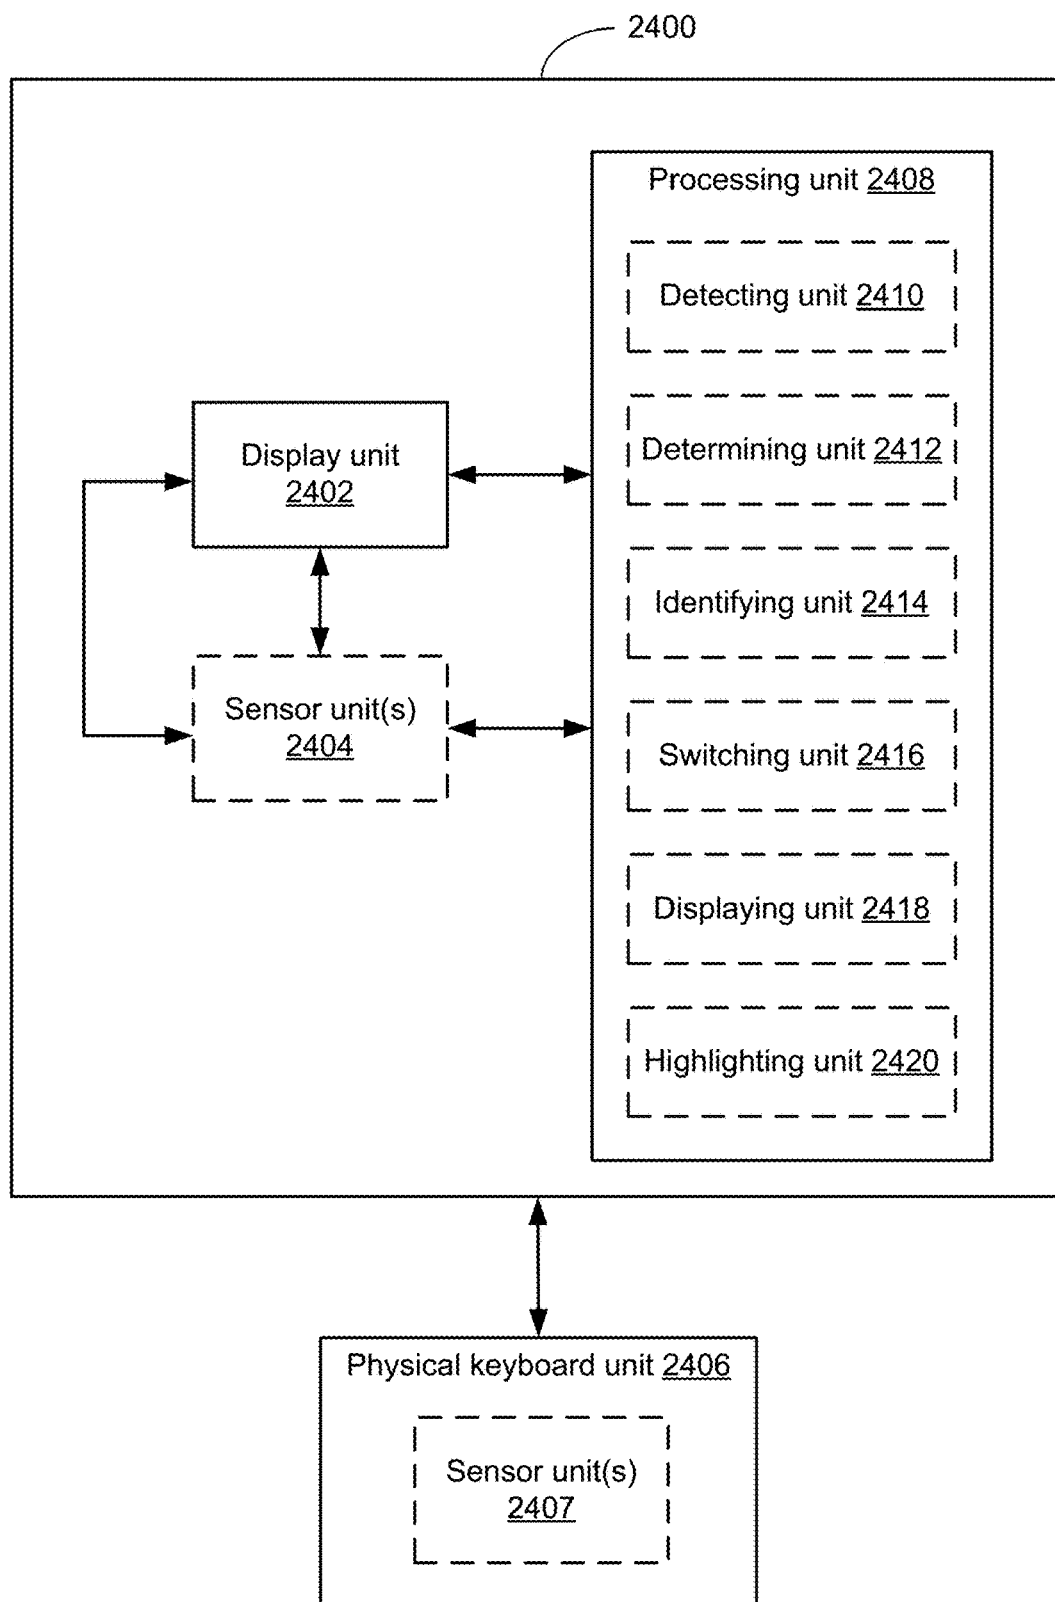 2400
Processing unit 2408
Detecting unit 2410
Display unit
2402
Determining unit 2412
Identifying unit 2414
Sensor unit(s)
2404
Switching unit 2416
Displaying unit 2418
Highlighting unit 2420
Physical keyboard unit 2406
Sensor unit(s)
2407